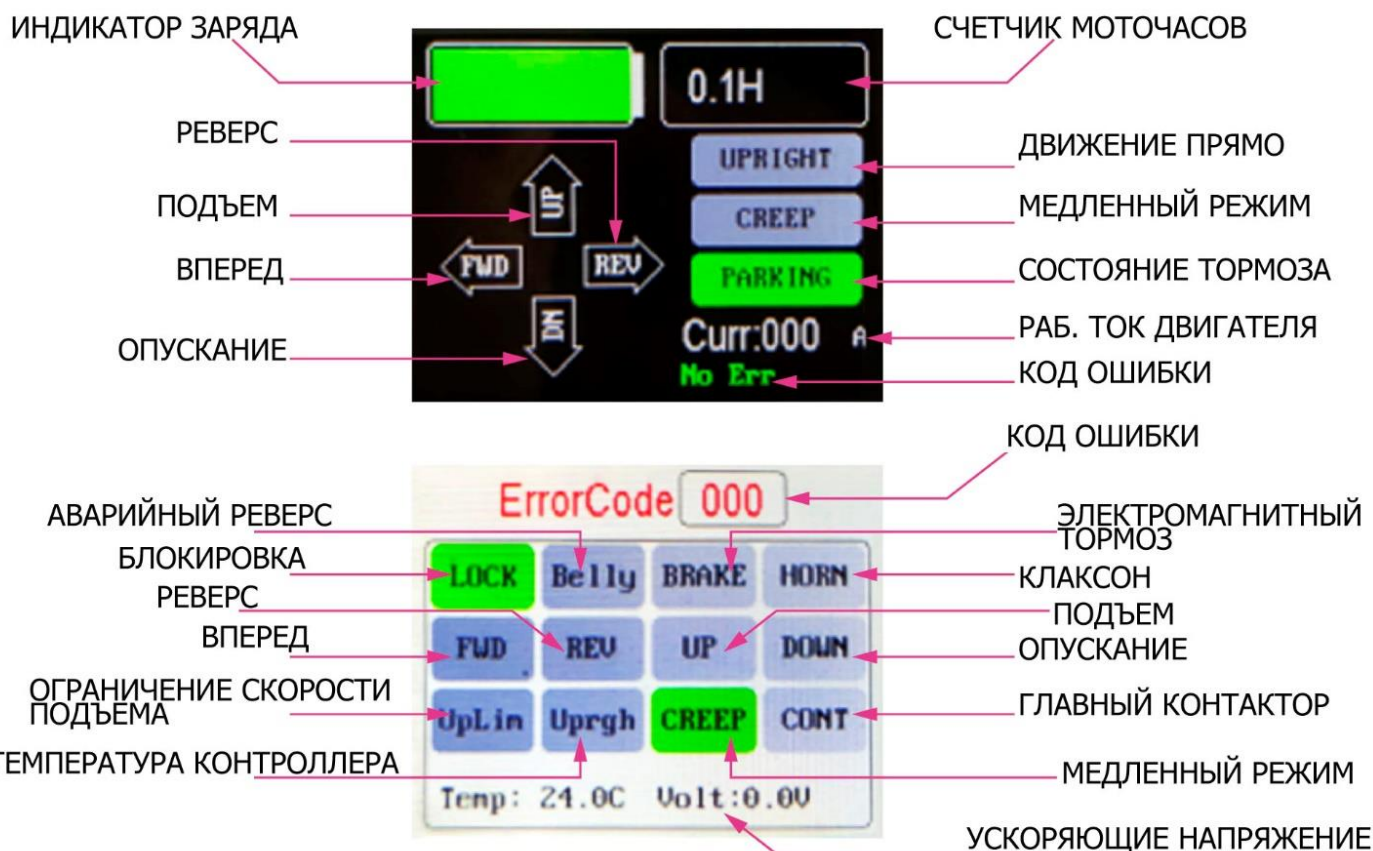 ИНДИКАТОР ЗАРЯДА
СЧЕТЧИК МОТОЧАСОВ
0.1H
РЕВЕРС
UPRIGHT
ДВИЖЕНИЕ ПРЯМО
ПОДЪЕМ
UP
CREEP
МЕДЛЕННЫЙ РЕЖИМ
ВПЕРЕД
FWD
REV
PARKING
СОСТОЯНИЕ ТОРМОЗА
ОПУСКАНИЕ
DN
Curr:000 A
РАБ. ТОК ДВИГАТЕЛЯ
No Err
КОД ОШИБКИ
КОД ОШИБКИ
ErrorCode 000
АВАРИЙНЫЙ РЕВЕРС
ЭЛЕКТРОМАГНИТНЫЙ
ТОРМОЗ
БЛОКИРОВКА
LOCK Belly BRAKE HORN
КЛАКСОН
РЕВЕРС
ПОДЪЕМ
ВПЕРЕД
FWD REV UP DOWN
ОПУСКАНИЕ
ОГРАНИЧЕНИЕ СКОРОСТИ
ПОДЪЕМА
UpLim Uprgh CREEP CONT
ГЛАВНЫЙ КОНТАКТОР
ТЕМПЕРАТУРА КОНТРОЛЛЕРА
МЕДЛЕННЫЙ РЕЖИМ
Temp: 24.0C Volt:0.0V
УСКОРЯЮЩИЕ НАПРЯЖЕНИЕ